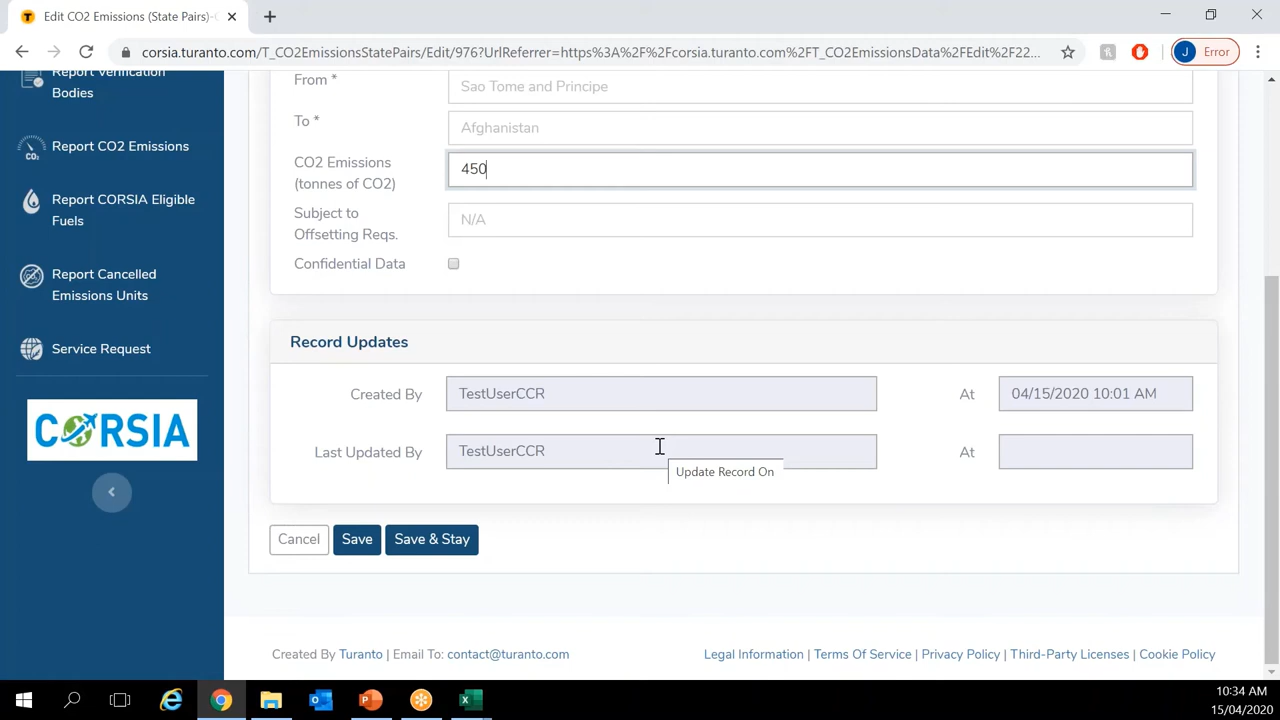 Edit CO2 Emissions (State Pairs)-C
corsia.turanto.com/T_CO2EmissionsStatePairs/Edit/976?UrlReferrer=https%3A%2F%2Fcorsia.turanto.com%2FT_CO2EmissionsData%2FEdit%2F22...
J Error
Report Verification
Bodies
CO2
Report CO2 Emissions
Report CORSIA Eligible
Fuels
Report Cancelled
Emissions Units
Service Request
CORSIA
From *
Sao Tome and Principe
To *
Afghanistan
CO2 Emissions
(tonnes of CO2)
450
Subject to
Offsetting Reqs.
N/A
Confidential Data
Record Updates
Created By
TestUserCCR
At
04/15/2020 10:01 AM
Last Updated By
TestUserCCR
At
Update Record On
Cancel
Save
Save & Stay
Created By Turanto | Email To: contact@turanto.com
Legal Information | Terms Of Service | Privacy Policy | Third-Party Licenses | Cookie Policy
10:34 AM
15/04/2020